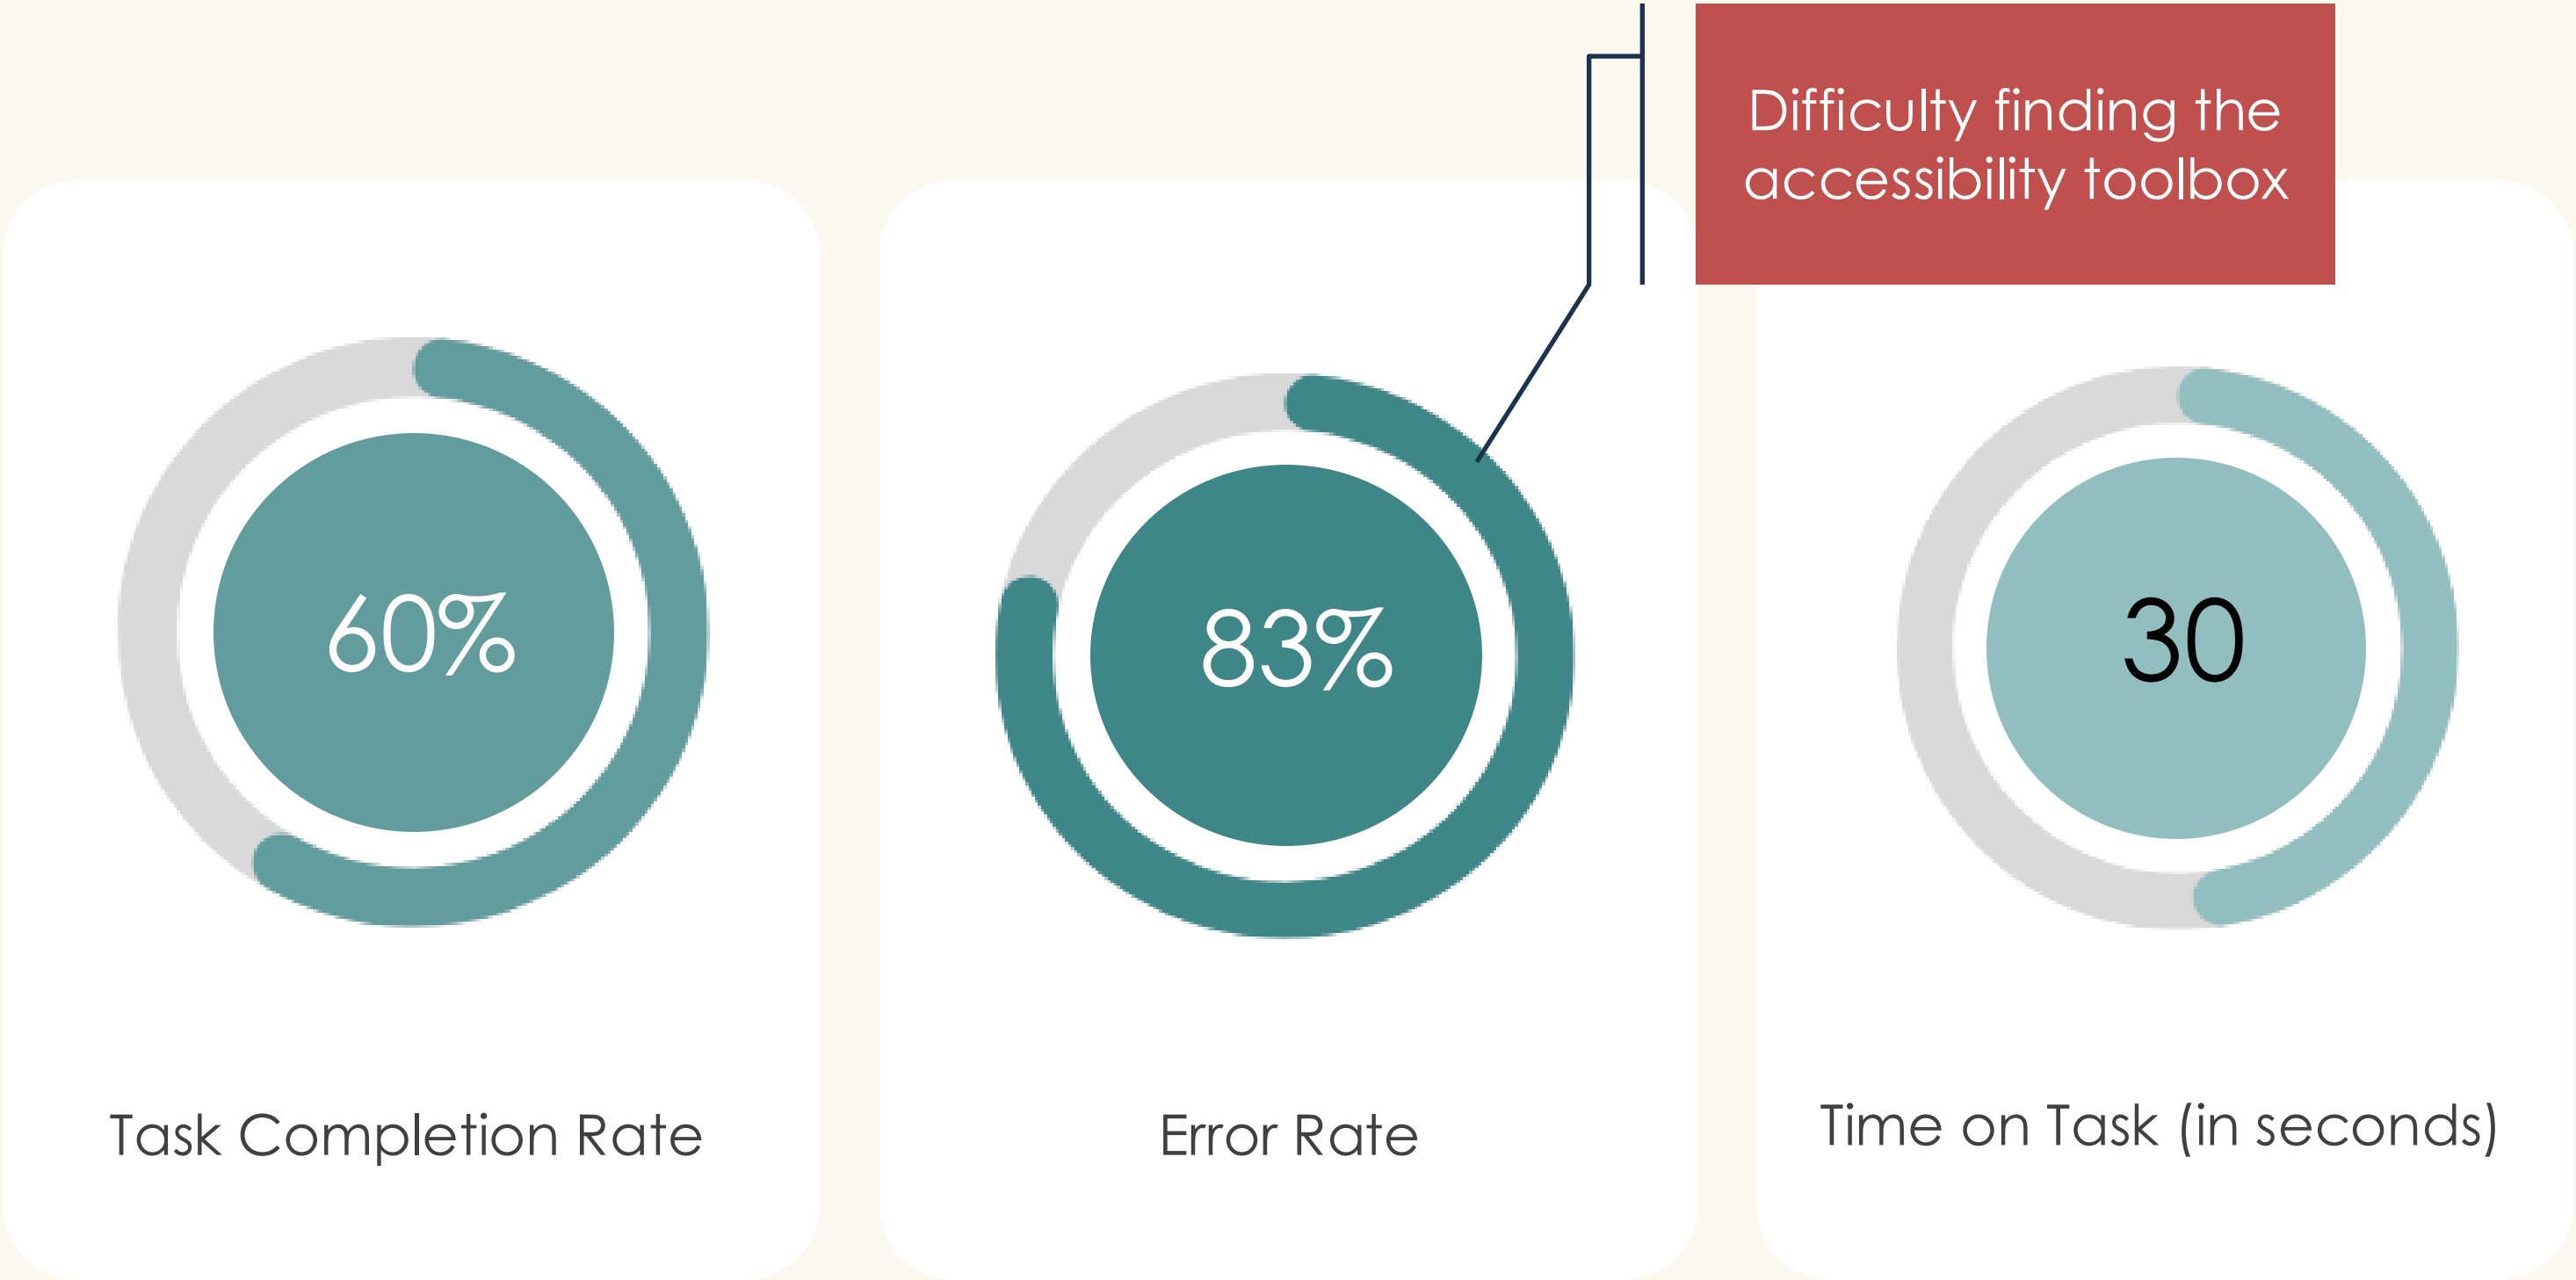 Difficulty finding the
accessibility toolbox
60%
83%
30
Task Completion Rate
Error Rate
Time on Task (in seconds)